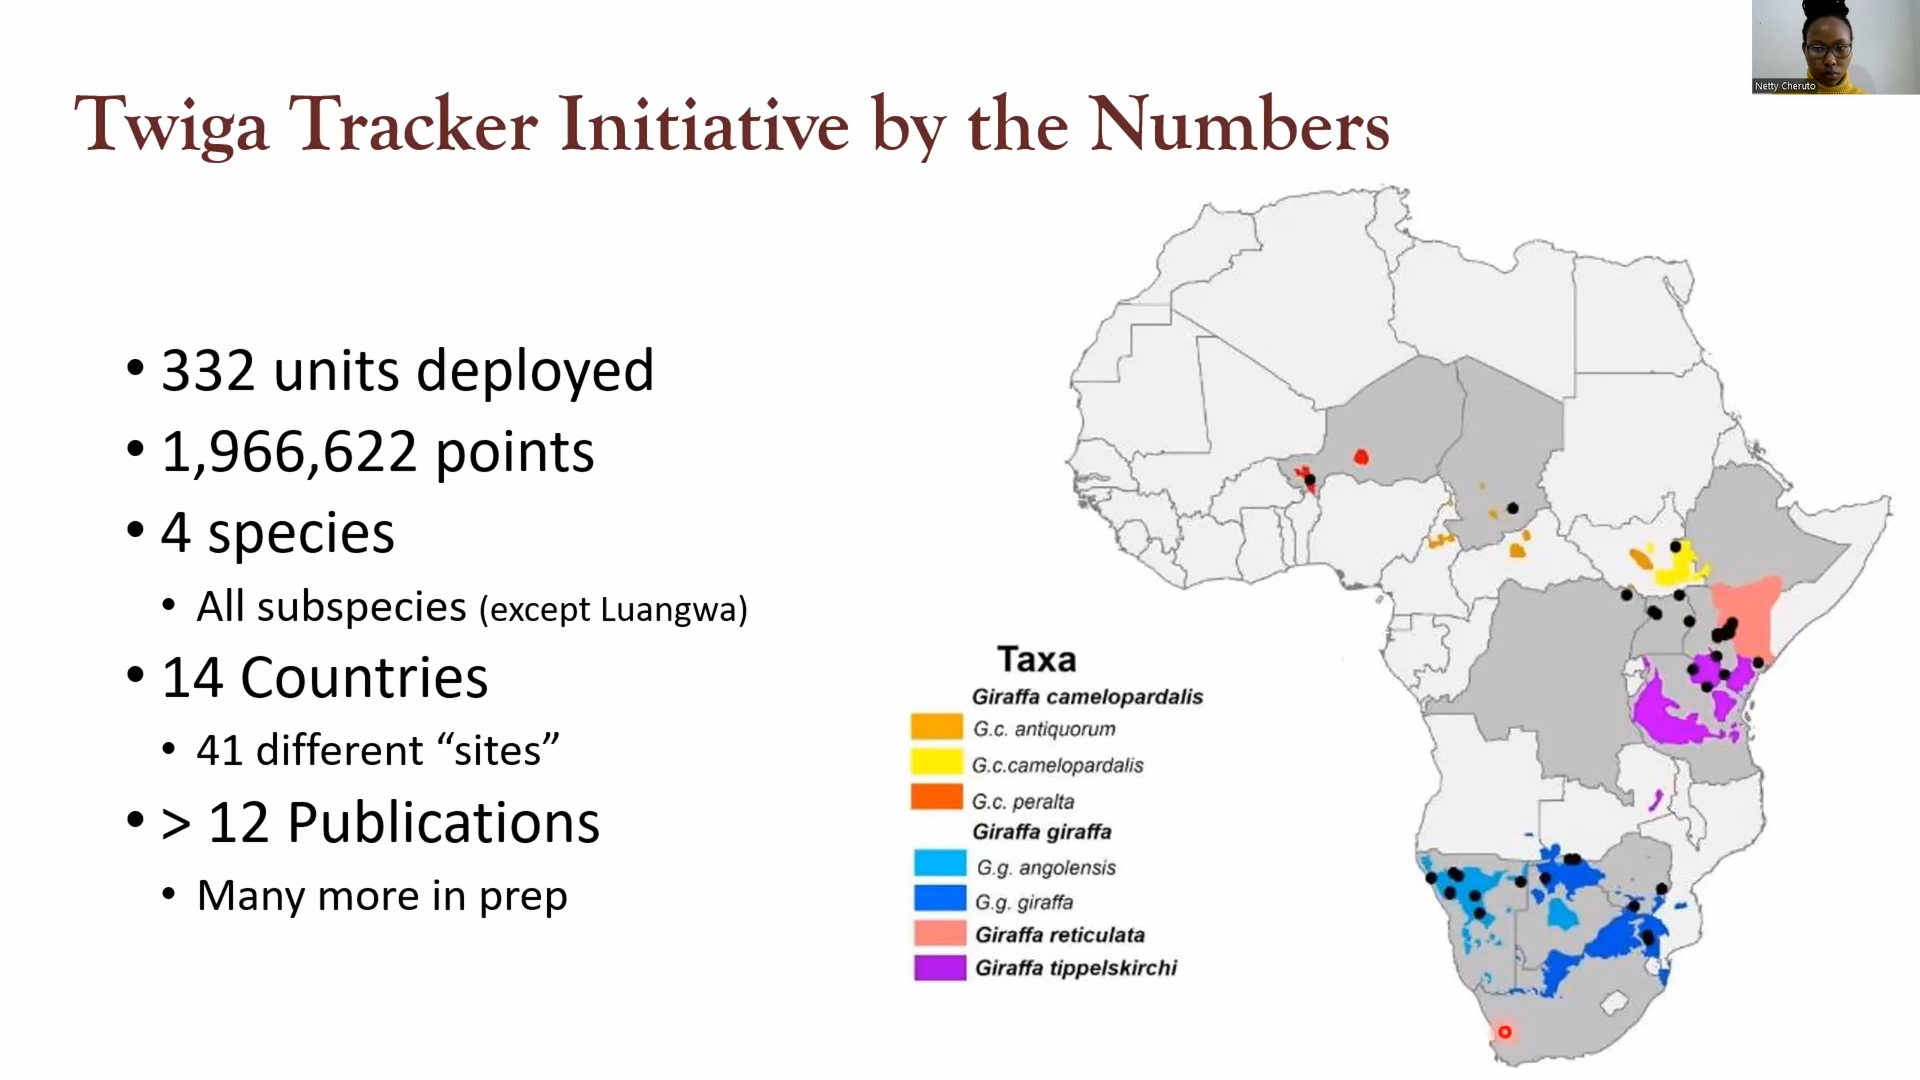 Netty Cheruto
Twiga Tracker Initiative by the Numbers
• 332 units deployed
• 1,966,622 points
• 4 species
• All subspecies (except Luangwa)
• 14 Countries
• 41 different “sites”
• > 12 Publications
• Many more in prep
Taxa
Giraffa camelopardalis
G.c. antiquorum
G.c.camelopardalis
G.c. peralta
Giraffa giraffa
G.g. angolensis
G.g. giraffa
Giraffa reticulata
Giraffa tippelskirchi